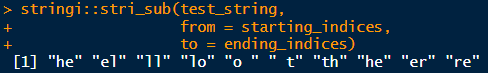 > stringi::stri_sub(test_string,
+                   from = starting_indices,
+                   to = ending_indices)
 [1] "he" "el" "ll" "lo" "o " " t" "th" "he" "er" "re"